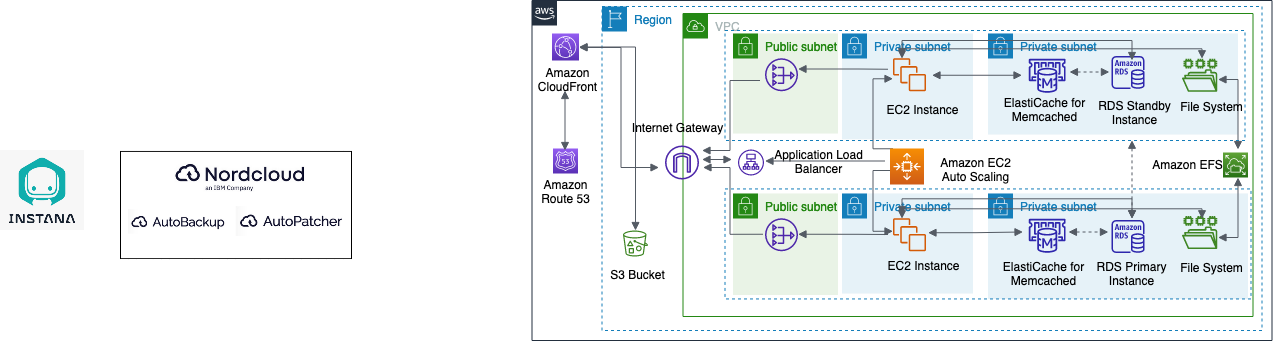 INSTANA
Nordcloud
an IBM Company
AutoBackup
AutoPatcher
aws
Region
VPC
Amazon
CloudFront
53
Amazon
Route 53
S3 Bucket
Internet Gateway
Public subnet
Private subnet
Private subnet
EC2 Instance
M
ElastiCache for
Memcached
Amazon
RDS
RDS Standby
Instance
File System
Application Load
Balancer
Amazon EC2
Auto Scaling
Amazon EFS
Public subnet
Private subnet
Private subnet
EC2 Instance
M
ElastiCache for
Memcached
Amazon
RDS
RDS Primary
Instance
File System